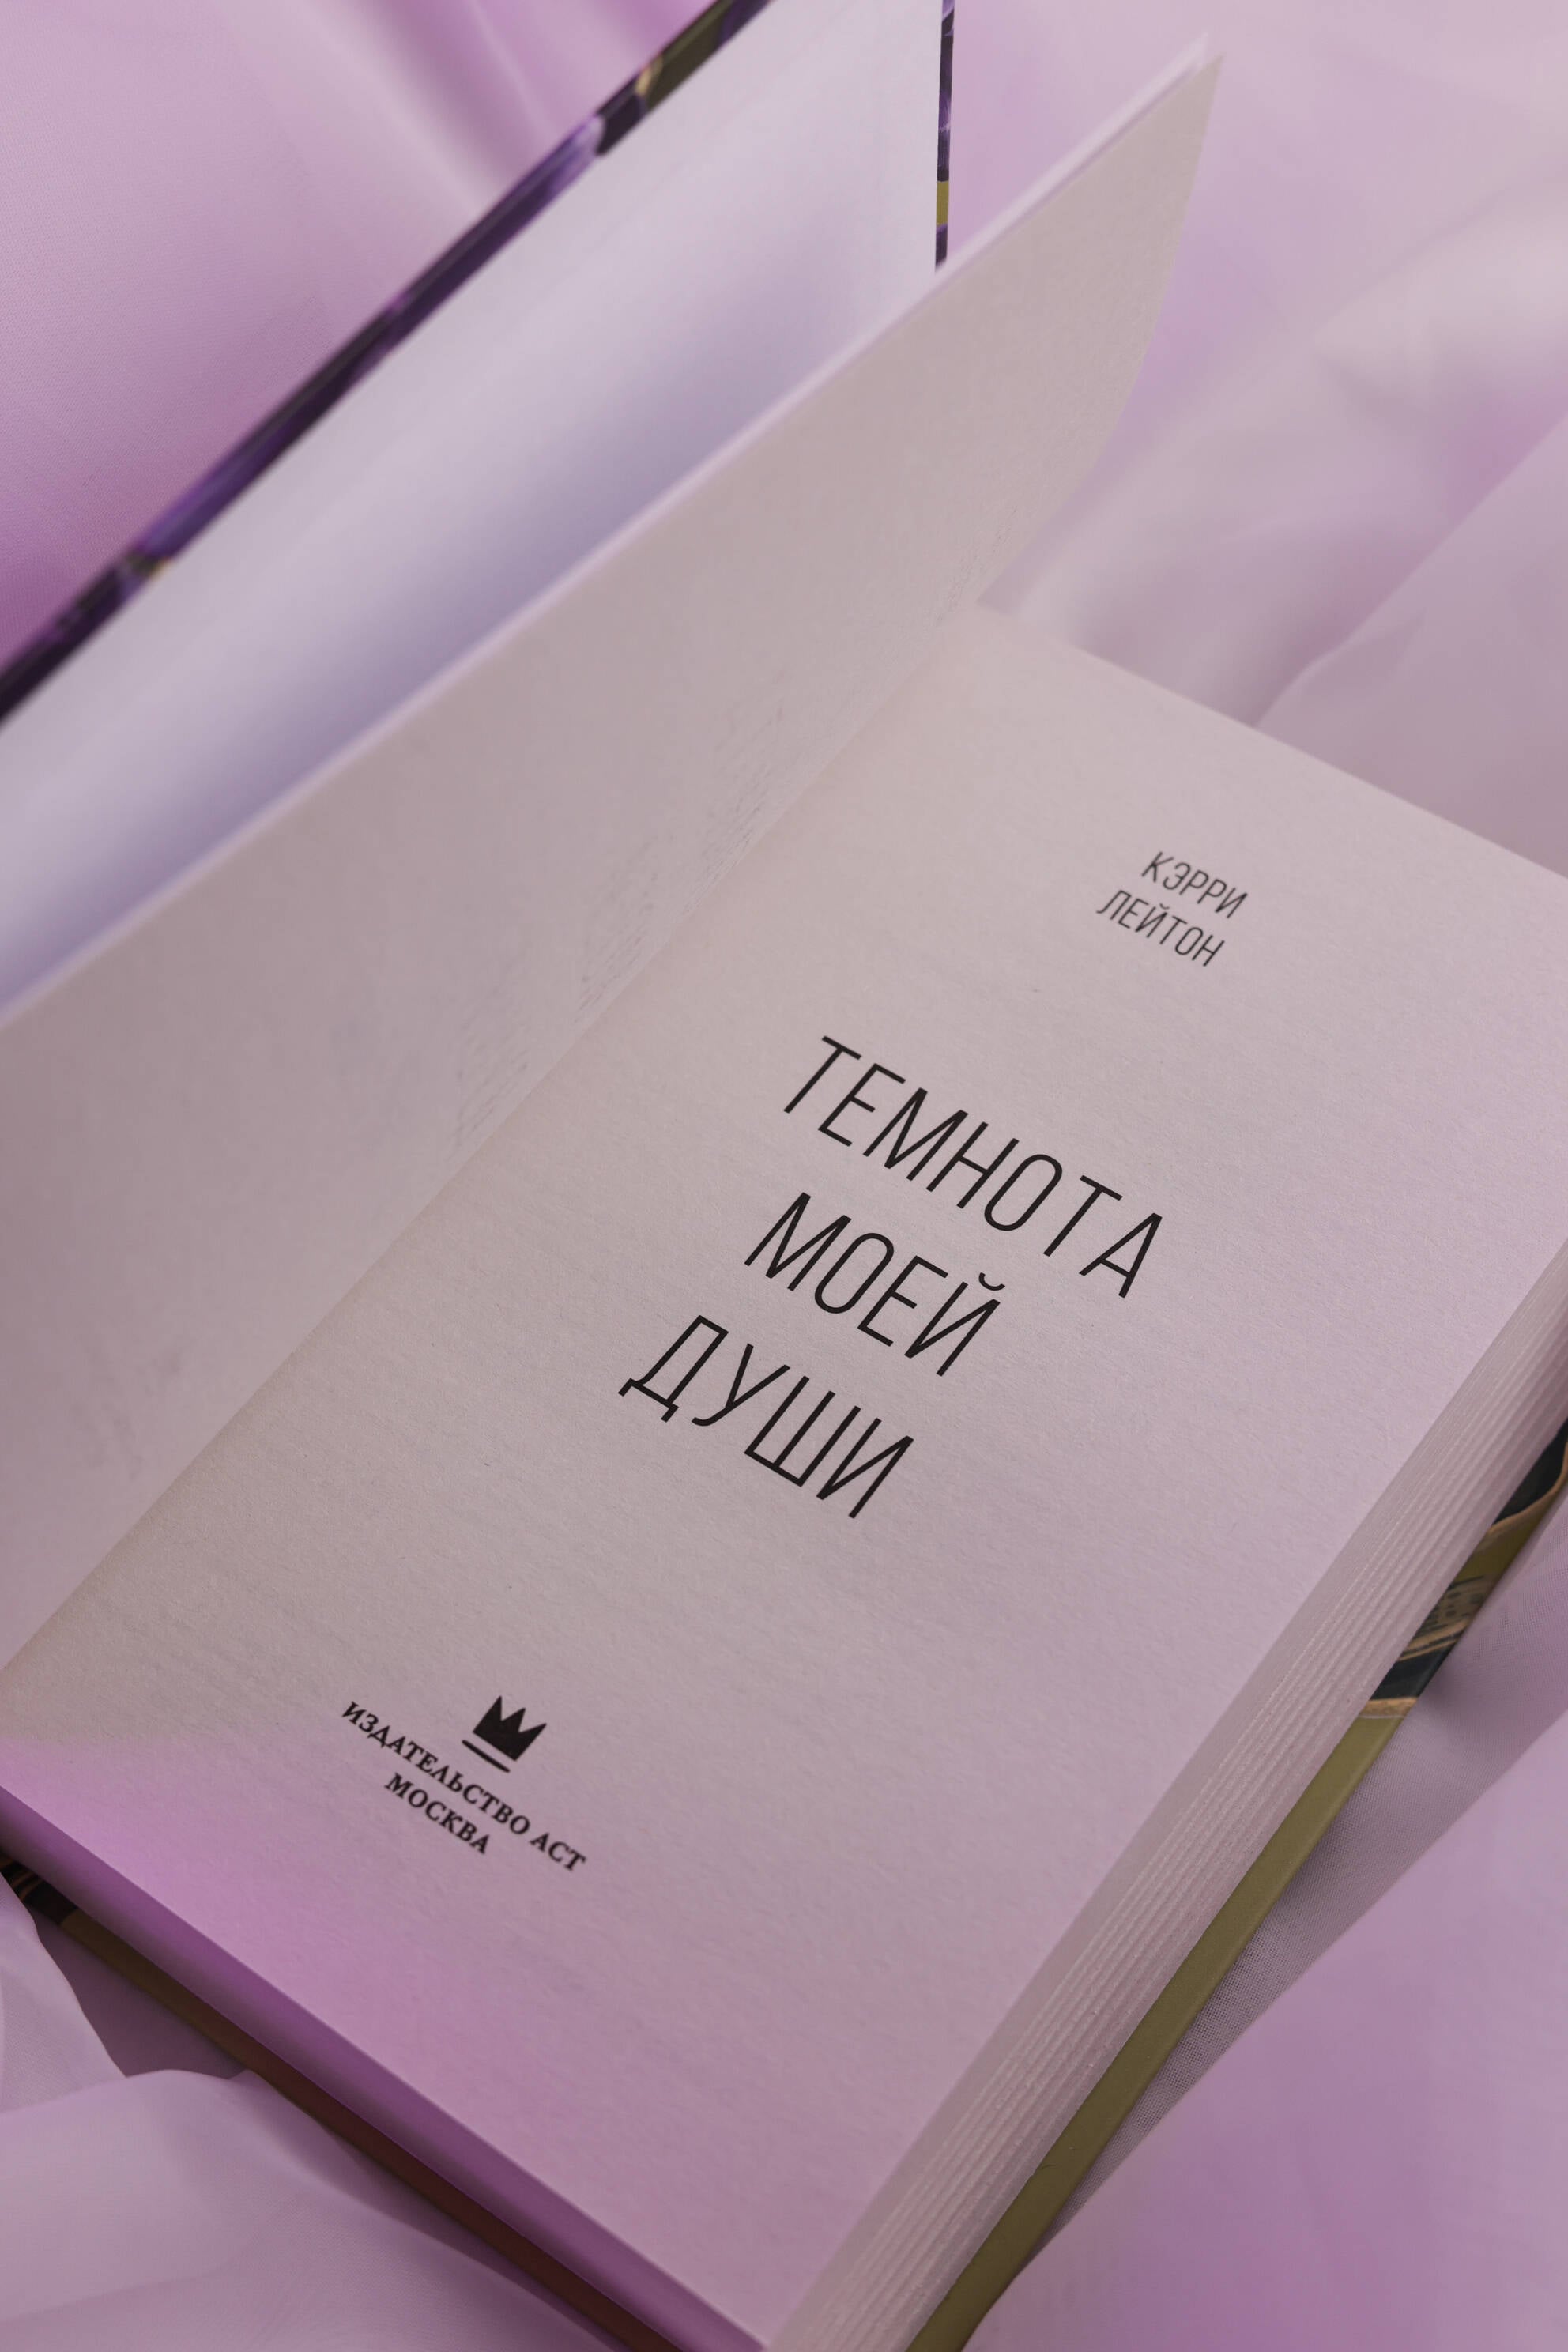 КЭРРИ
ЛЕЙТОН
ТЕМНОТА
МОЕЙ
ДУШИ
ИЗДАТЕЛЬСТВО АСТ
МОСКВА